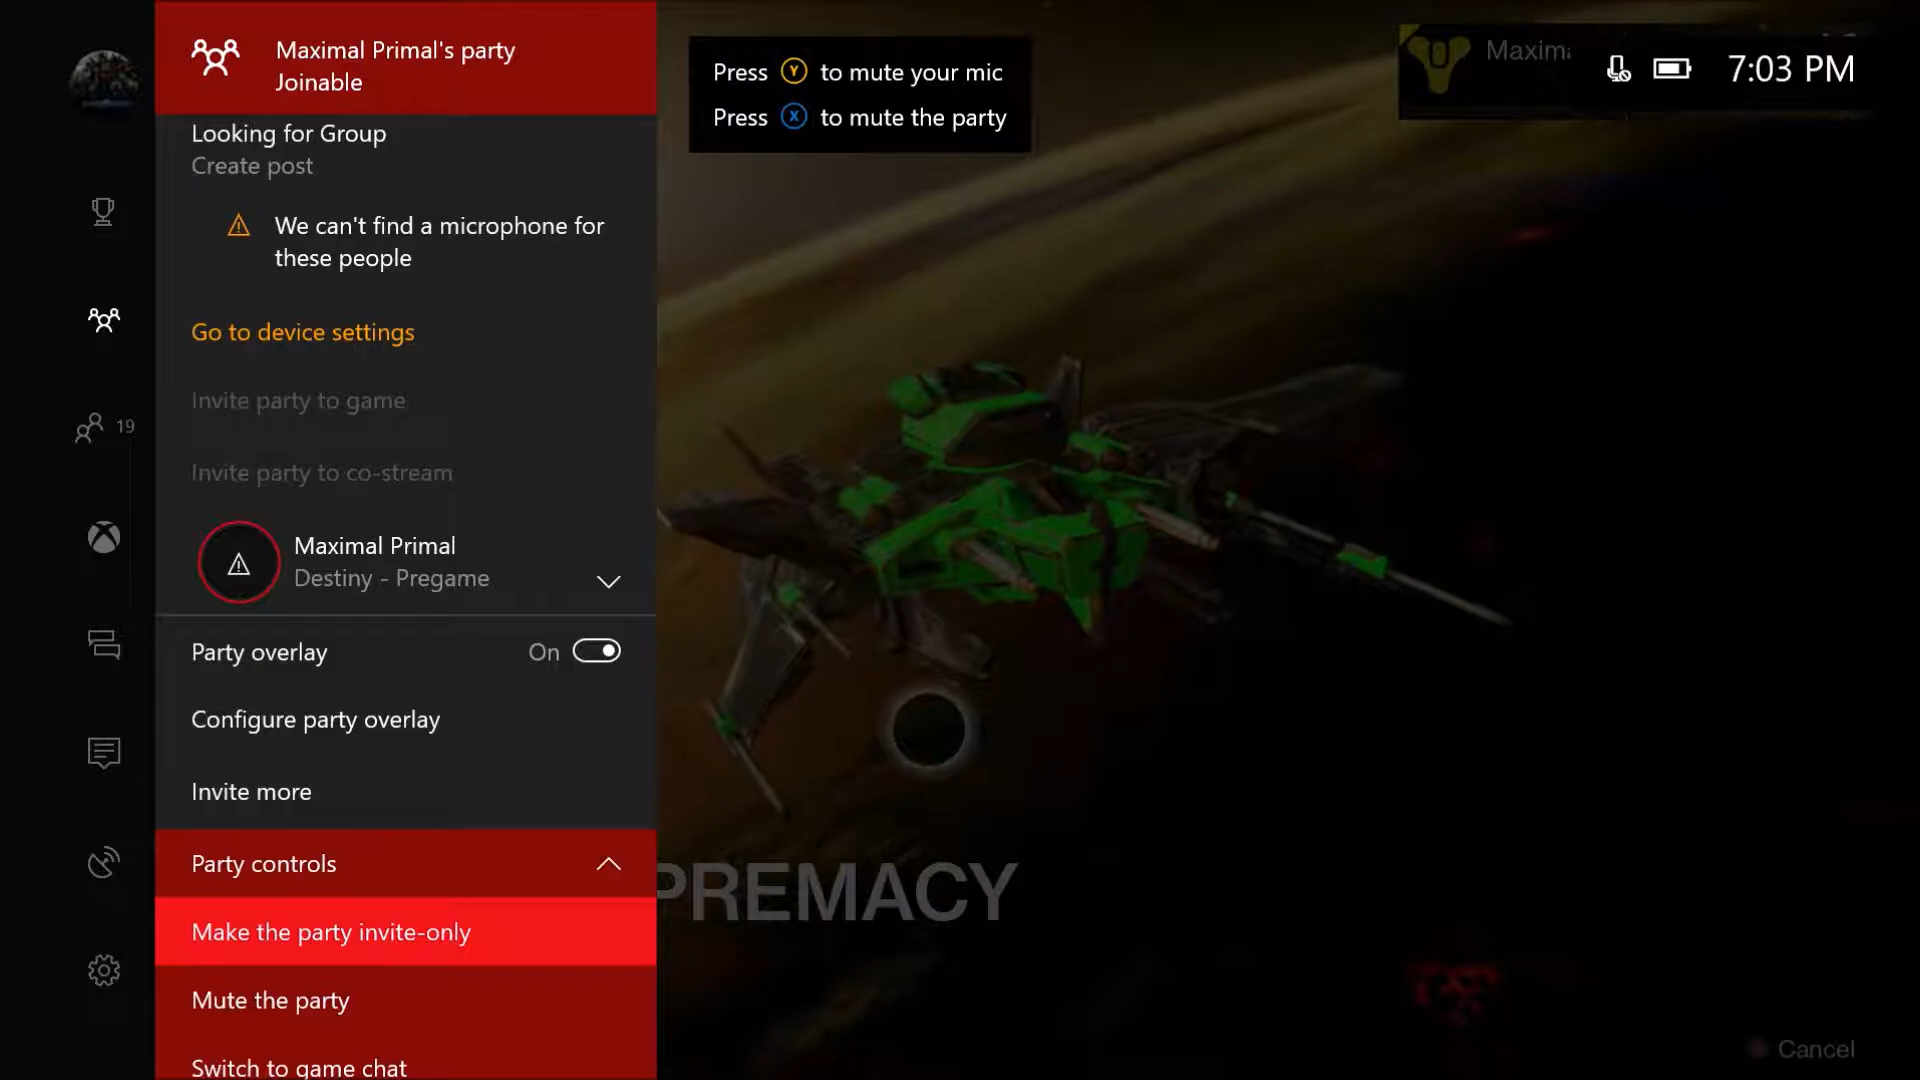 Maximal Primal's party
Joinable
Looking for Group
Create post
We can't find a microphone for
these people
Go to device settings
Invite party to game
Invite party to co-stream
Maximal Primal
Destiny - Pregame
Party overlay
On
Configure party overlay
Invite more
Party controls
Make the party invite-only
Mute the party
Switch to game chat
19
Press Y to mute your mic
Press X to mute the party
Maxima
7:03 PM
PREMACY
Cancel